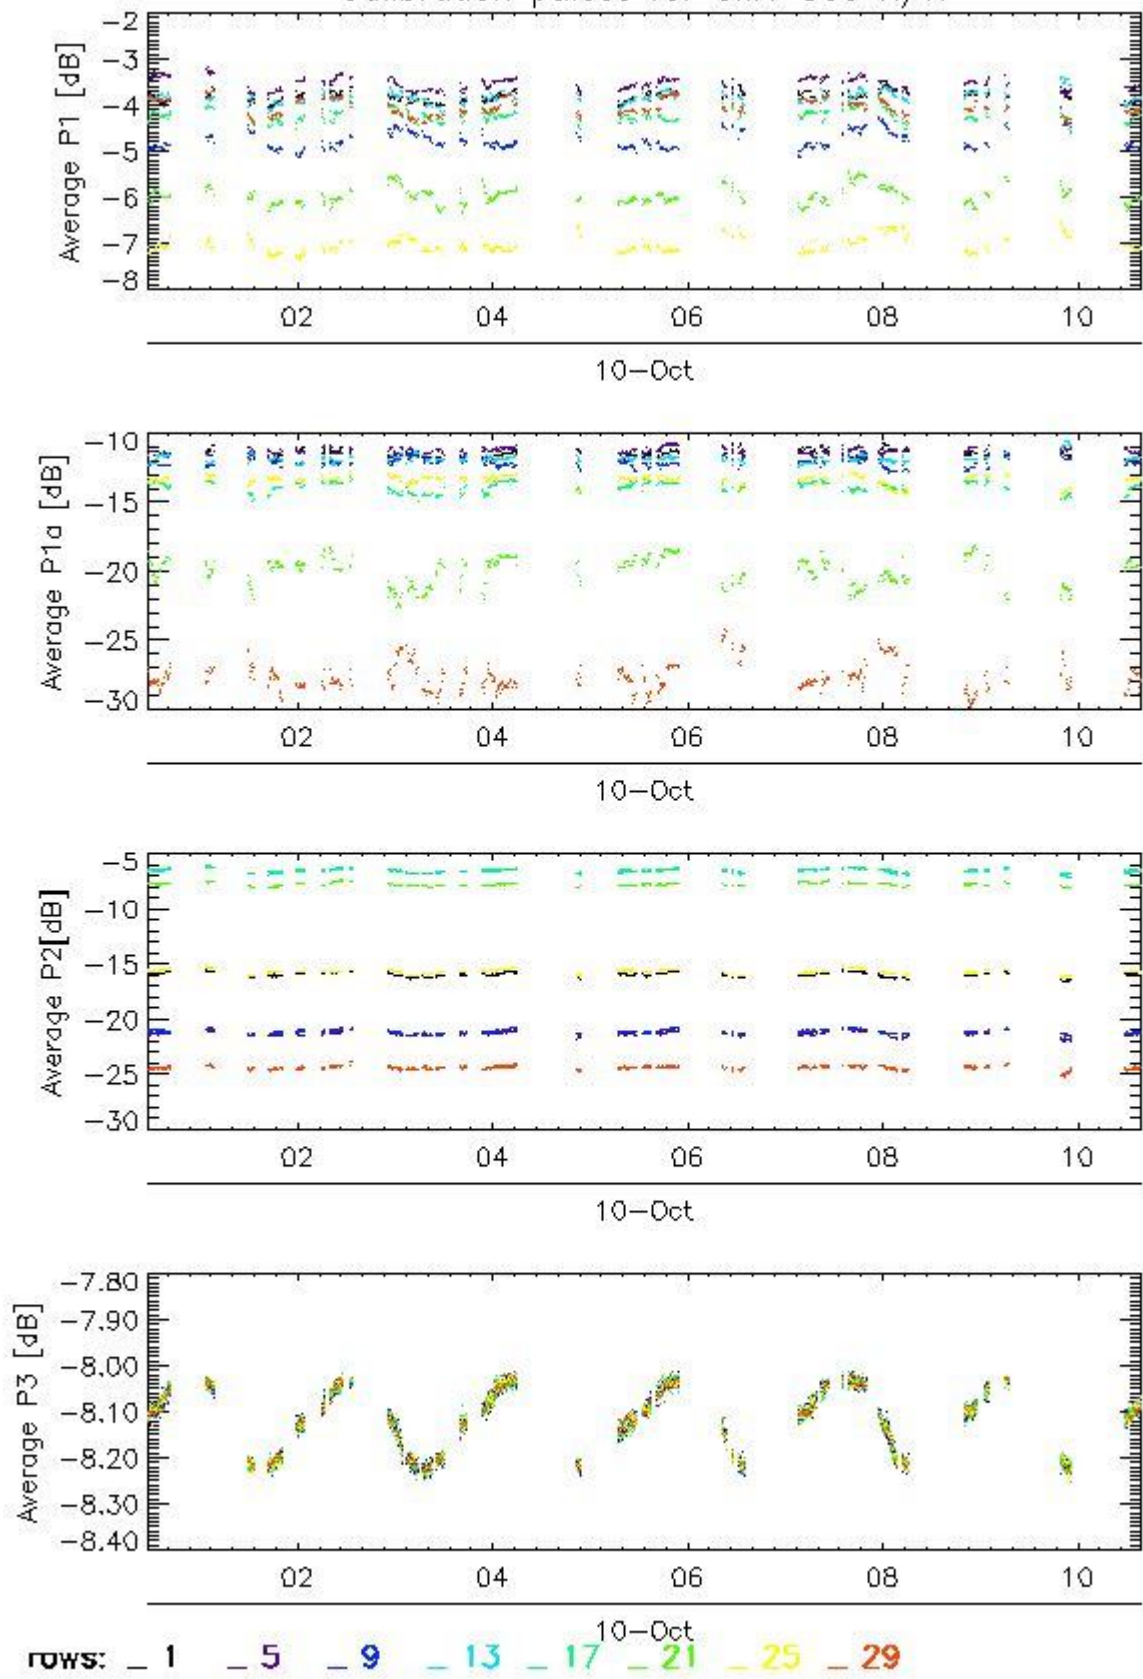 Average P1 [dB]
-2
-3
-4
-5
-6
-7
-8
02 04 06 08 10
10-Oct
Average P1a [dB]
-10
-15
-20
-25
-30
02 04 06 08 10
10-Oct
Average P2[dB]
-5
-10
-15
-20
-25
-30
02 04 06 08 10
10-Oct
Average P3 [dB]
-7.80
-7.90
-8.00
-8.10
-8.20
-8.30
-8.40
02 04 06 08 10
10-Oct
rows: _ 1 _ 5 _ 9 _ 13 _ 17 _ 21 _ 25 _ 29